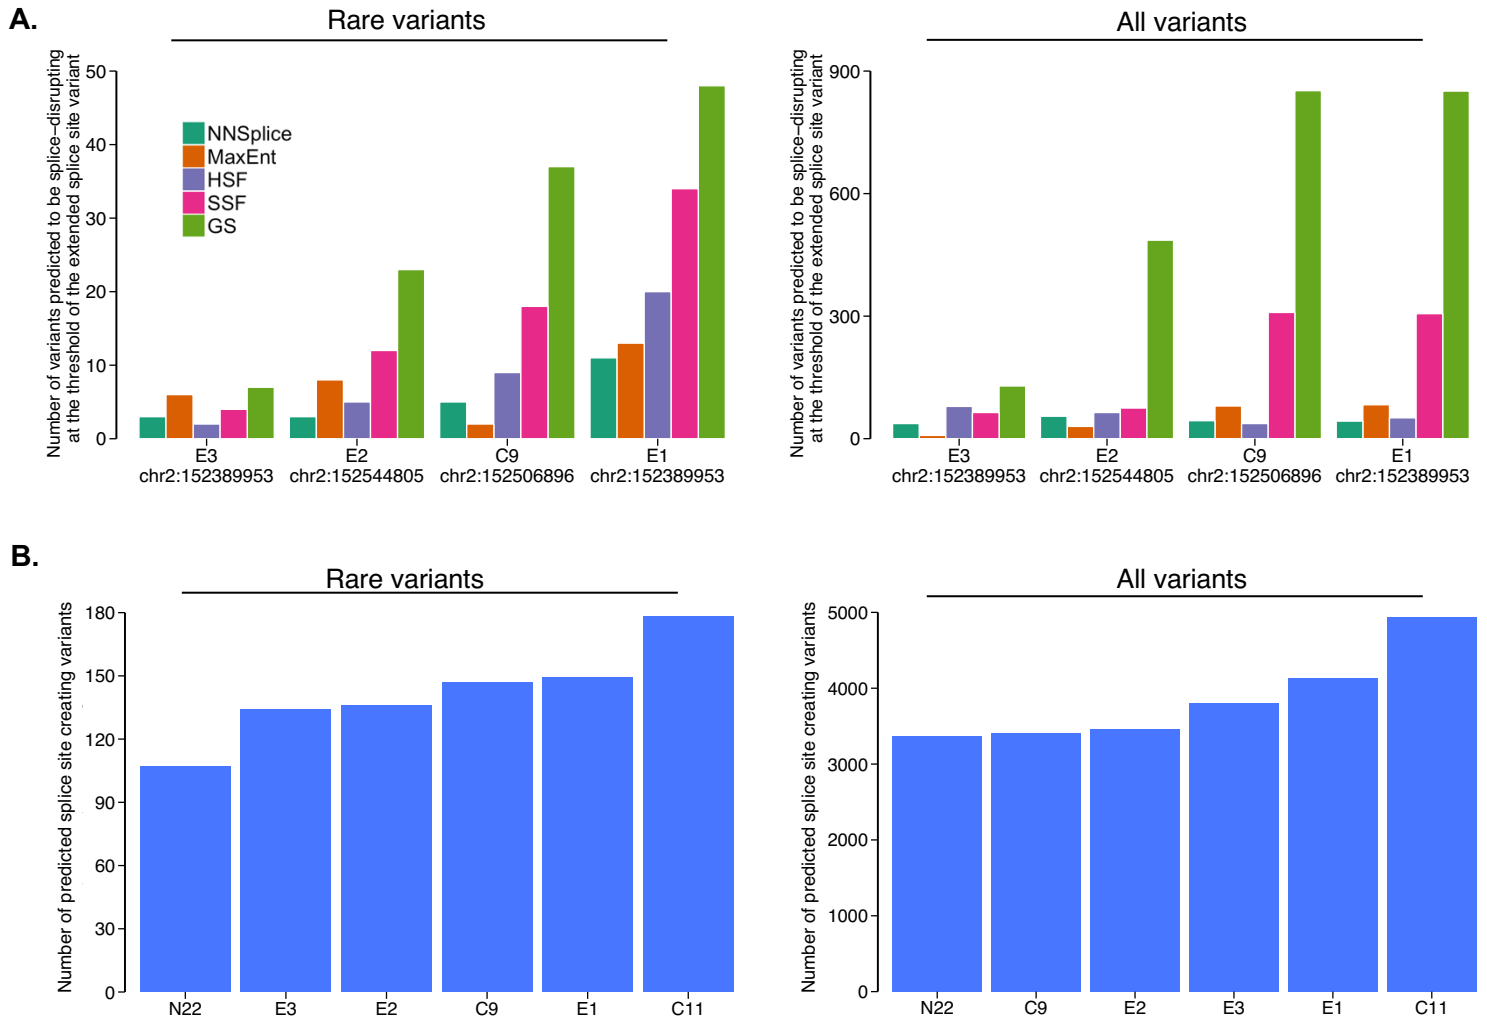 A.
Rare variants
Number of variants predicted to be splice−disrupting
at the threshold of the extended splice site variant
50
40
30
20
10
0
NNSplice
MaxEnt
HSF
SSF
GS
E3
E2
C9
E1
chr2:152389953
chr2:152544805
chr2:152506896
chr2:152389953
All variants
Number of variants predicted to be splice−disrupting
at the threshold of the extended splice site variant
900
600
300
0
E3
E2
C9
E1
chr2:152389953
chr2:152544805
chr2:152506896
chr2:152389953
B.
Rare variants
Number of predicted splice site creating variants
180
150
120
90
60
30
0
N22
E3
E2
C9
E1
C11
All variants
Number of predicted splice site creating variants
5000
4000
3000
2000
1000
0
N22
C9
E2
E3
E1
C11